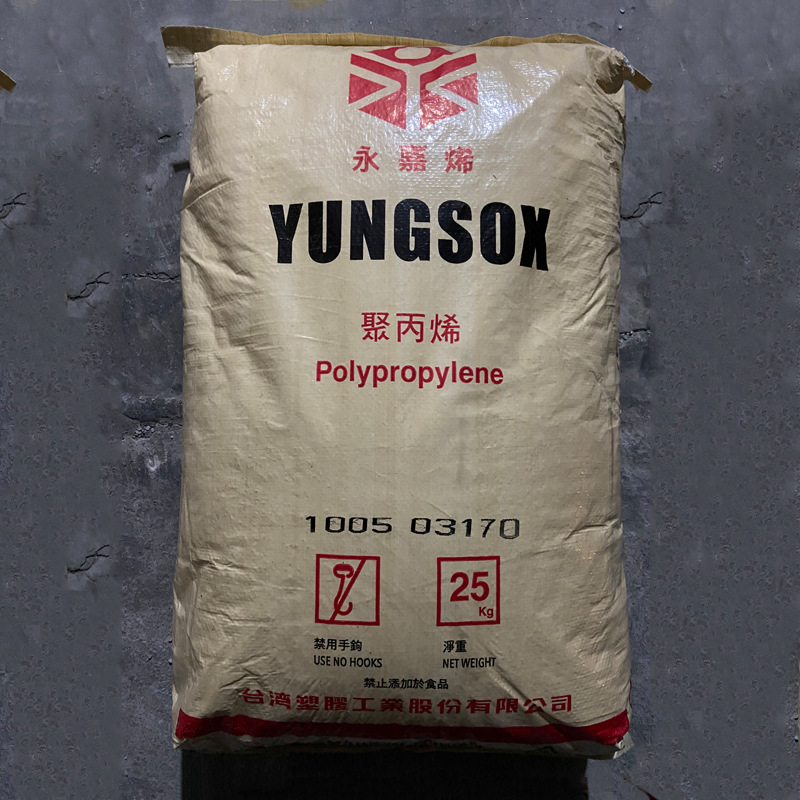 永嘉烯
YUNGSOX
聚丙烯
Polypropylene
1005 03170
25
Kg
禁用手鈎
USE NO HOOKS
淨重
NET WEIGHT
禁止添加於食品
台湾塑膠工業股份有限公司